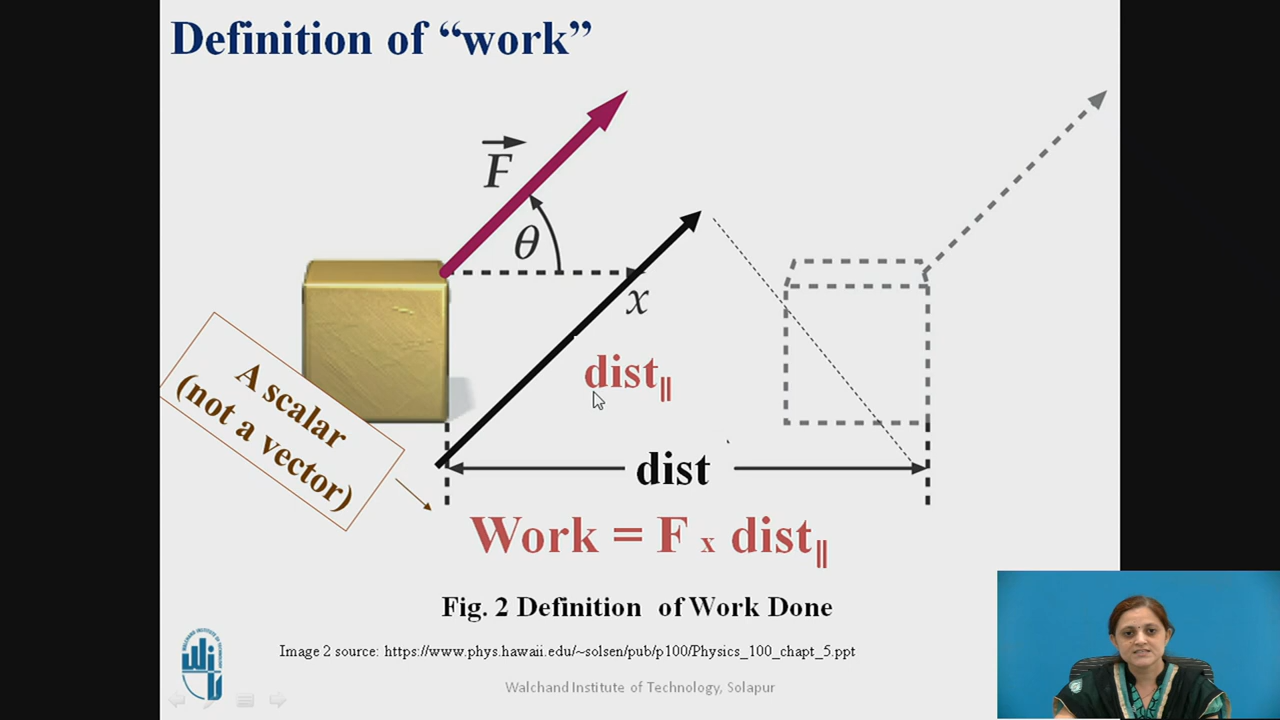 Definition of “work”
F
θ
x
dist||
A scalar
(not a vector)
dist
Work = F x dist||
Fig. 2 Definition of Work Done
Image 2 source: https://www.phys.hawaii.edu/~solsen/pub/p100/Physics_100_chapt_5.ppt
Walchand Institute of Technology, Solapur